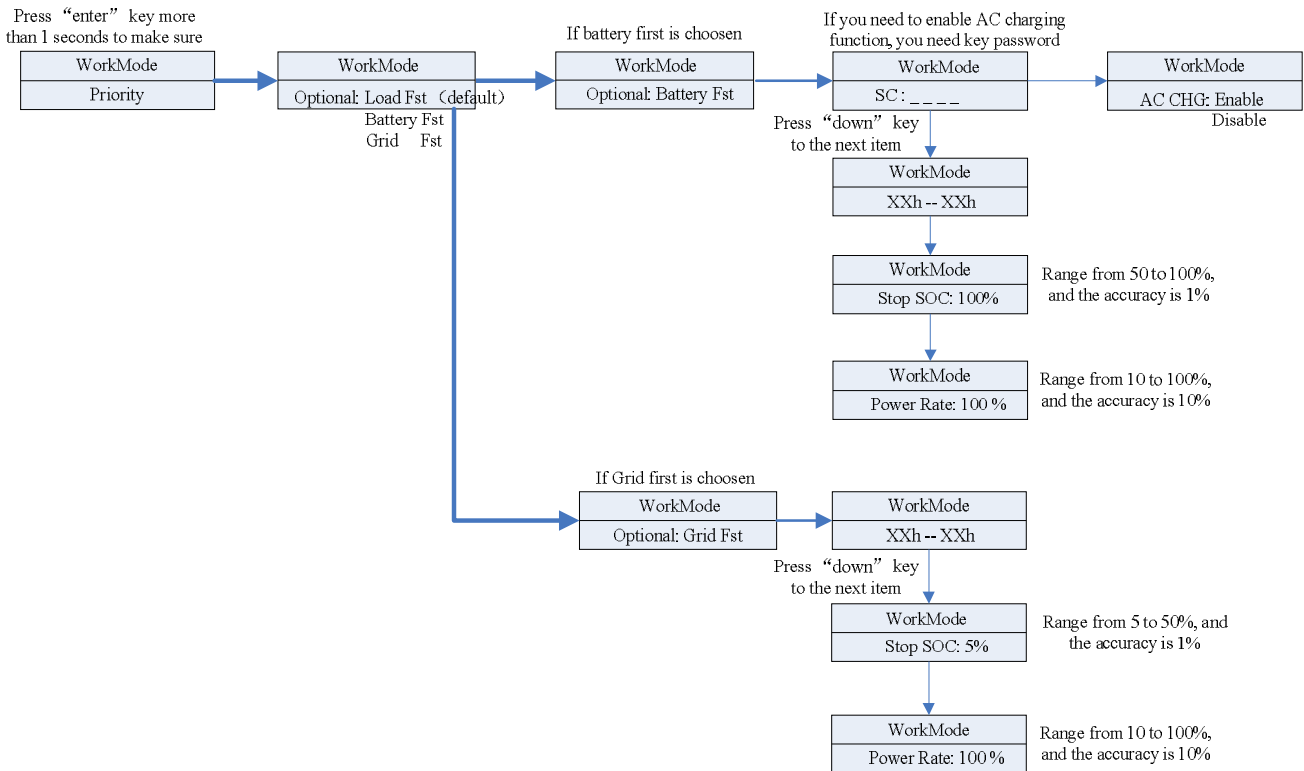 Press “enter” key more
than 1 seconds to make sure
WorkMode
Priority
WorkMode
Optional: Load Fst （default）
Battery Fst
Grid Fst
If battery first is choosen
WorkMode
Optional: Battery Fst
If you need to enable AC charging
function, you need key password
WorkMode
SC : _ _ _ _
WorkMode
AC CHG: Enable
Disable
Press “down” key
to the next item
WorkMode
XXh -- XXh
WorkMode
Stop SOC: 100%
Range from 50 to 100%,
and the accuracy is 1%
WorkMode
Power Rate: 100 %
Range from 10 to 100%,
and the accuracy is 10%
If Grid first is choosen
WorkMode
Optional: Grid Fst
WorkMode
XXh -- XXh
Press “down” key
to the next item
WorkMode
Stop SOC: 5%
Range from 5 to 50%, and
the accuracy is 1%
WorkMode
Power Rate: 100 %
Range from 10 to 100%,
and the accuracy is 10%